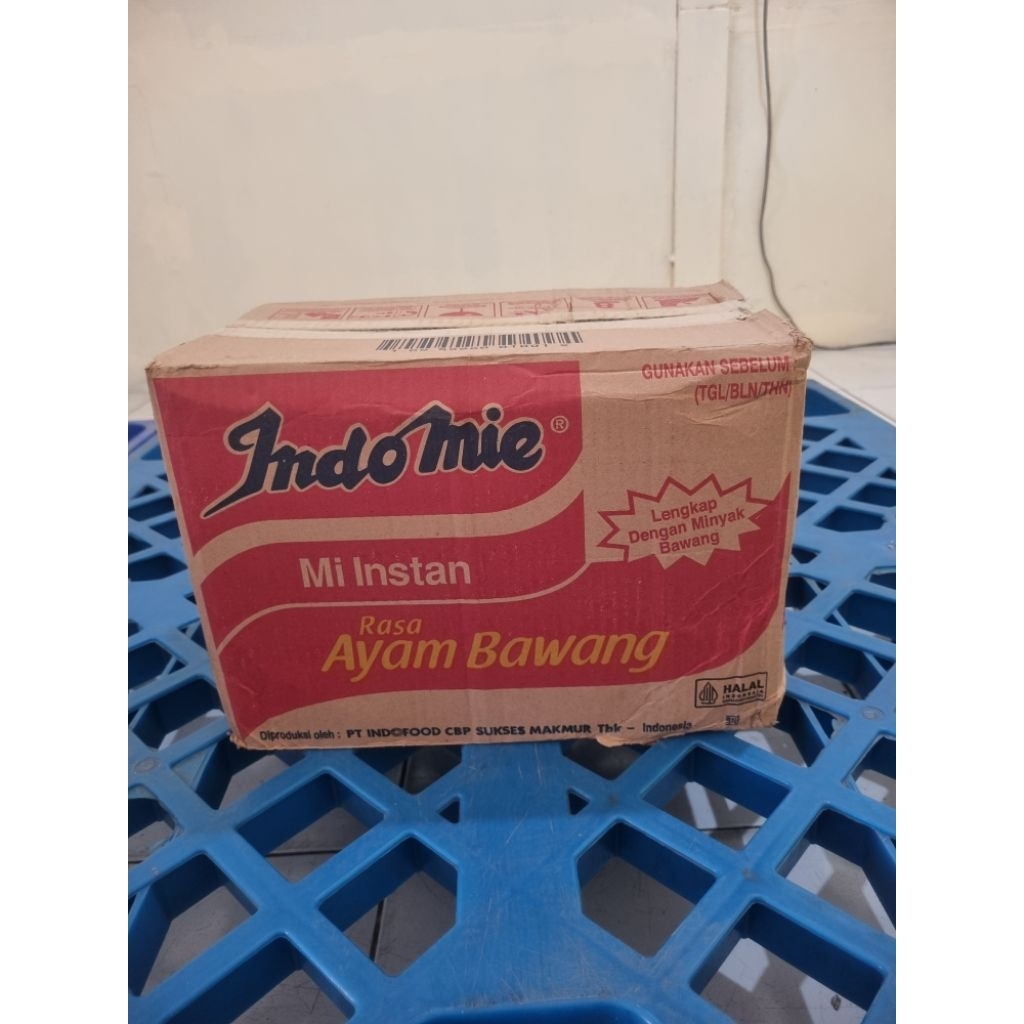 GUNAKAN SEBELUM
(TGL/BLN/THN)
Indomie®
Lengkap
Dengan Minyak
Bawang
Mi Instan
Rasa
Ayam Bawang
HALAL
INDONESIA
Diproduksi oleh : PT INDOFOOD CBP SUKSES MAKMUR Tbk – Indonesia